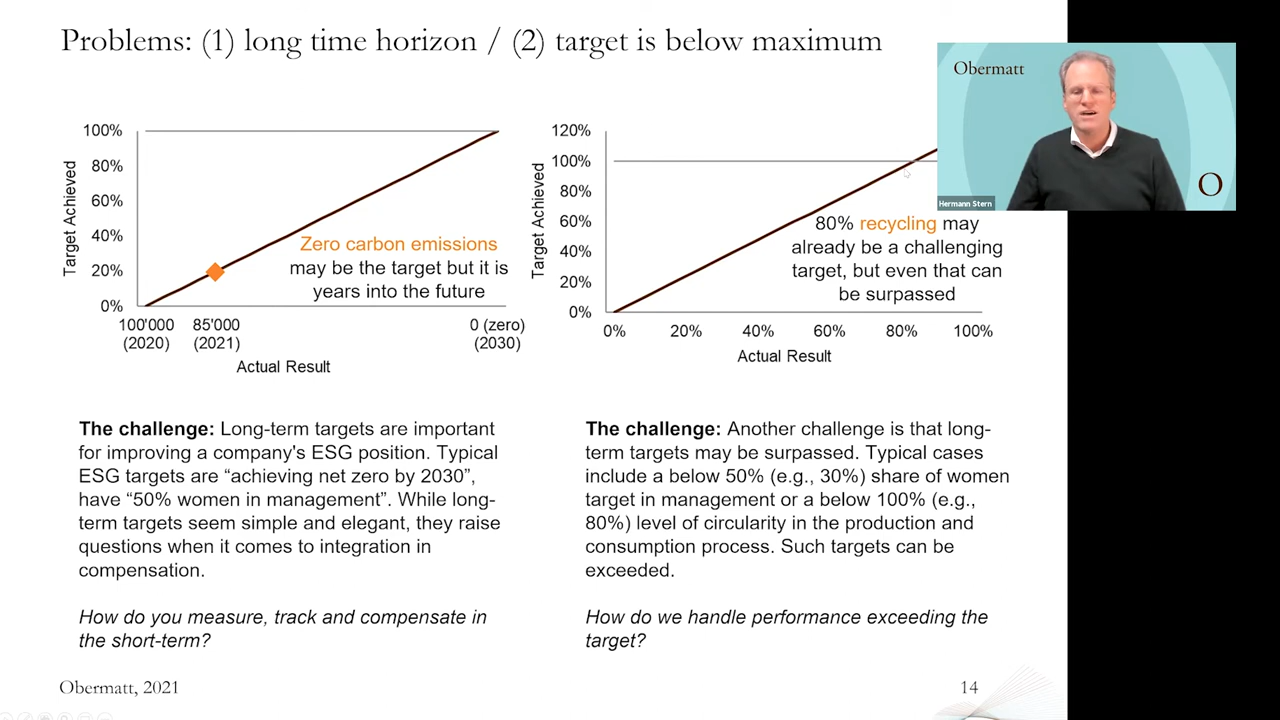 Problems: (1) long time horizon / (2) target is below maximum
Obermatt
O
Hermann Stern
Target Achieved
100%
80%
60%
40%
20%
0%
Zero carbon emissions
may be the target but it is
years into the future
100'000
(2020)
85'000
(2021)
0 (zero)
(2030)
Actual Result
Target Achieved
120%
100%
80%
60%
40%
20%
0%
80% recycling may
already be a challenging
target, but even that can
be surpassed
0%
20%
40%
60%
80%
100%
Actual Result
The challenge: Long-term targets are important
for improving a company's ESG position. Typical
ESG targets are “achieving net zero by 2030”,
have “50% women in management”. While long-
term targets seem simple and elegant, they raise
questions when it comes to integration in
compensation.
How do you measure, track and compensate in
the short-term?
The challenge: Another challenge is that long-
term targets may be surpassed. Typical cases
include a below 50% (e.g., 30%) share of women
target in management or a below 100% (e.g.,
80%) level of circularity in the production and
consumption process. Such targets can be
exceeded.
How do we handle performance exceeding the
target?
Obermatt, 2021
14